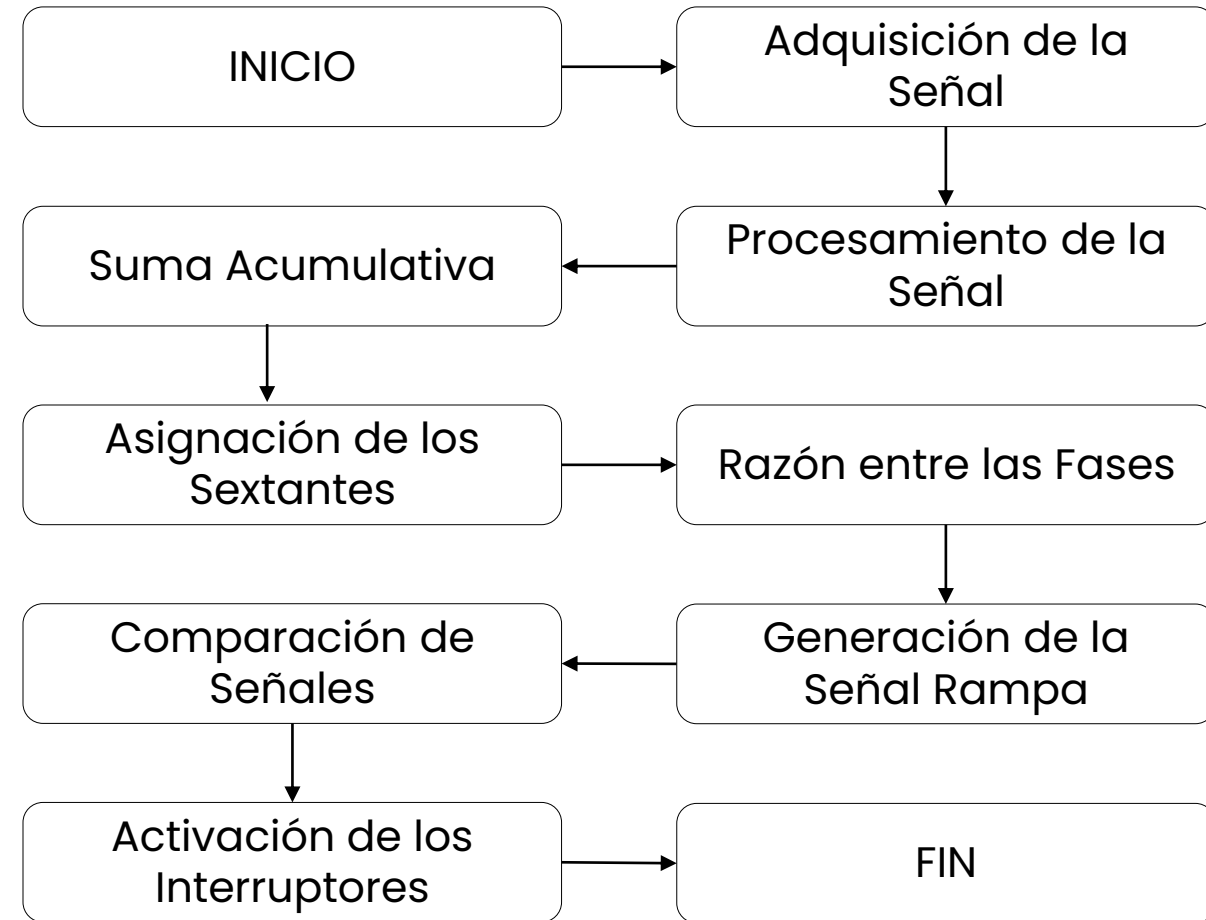 INICIO
Adquisición de la
Señal
Procesamiento de la
Señal
Suma Acumulativa
Asignación de los
Sextantes
Razón entre las Fases
Generación de la
Señal Rampa
Comparación de
Señales
Activación de los
Interruptores
FIN